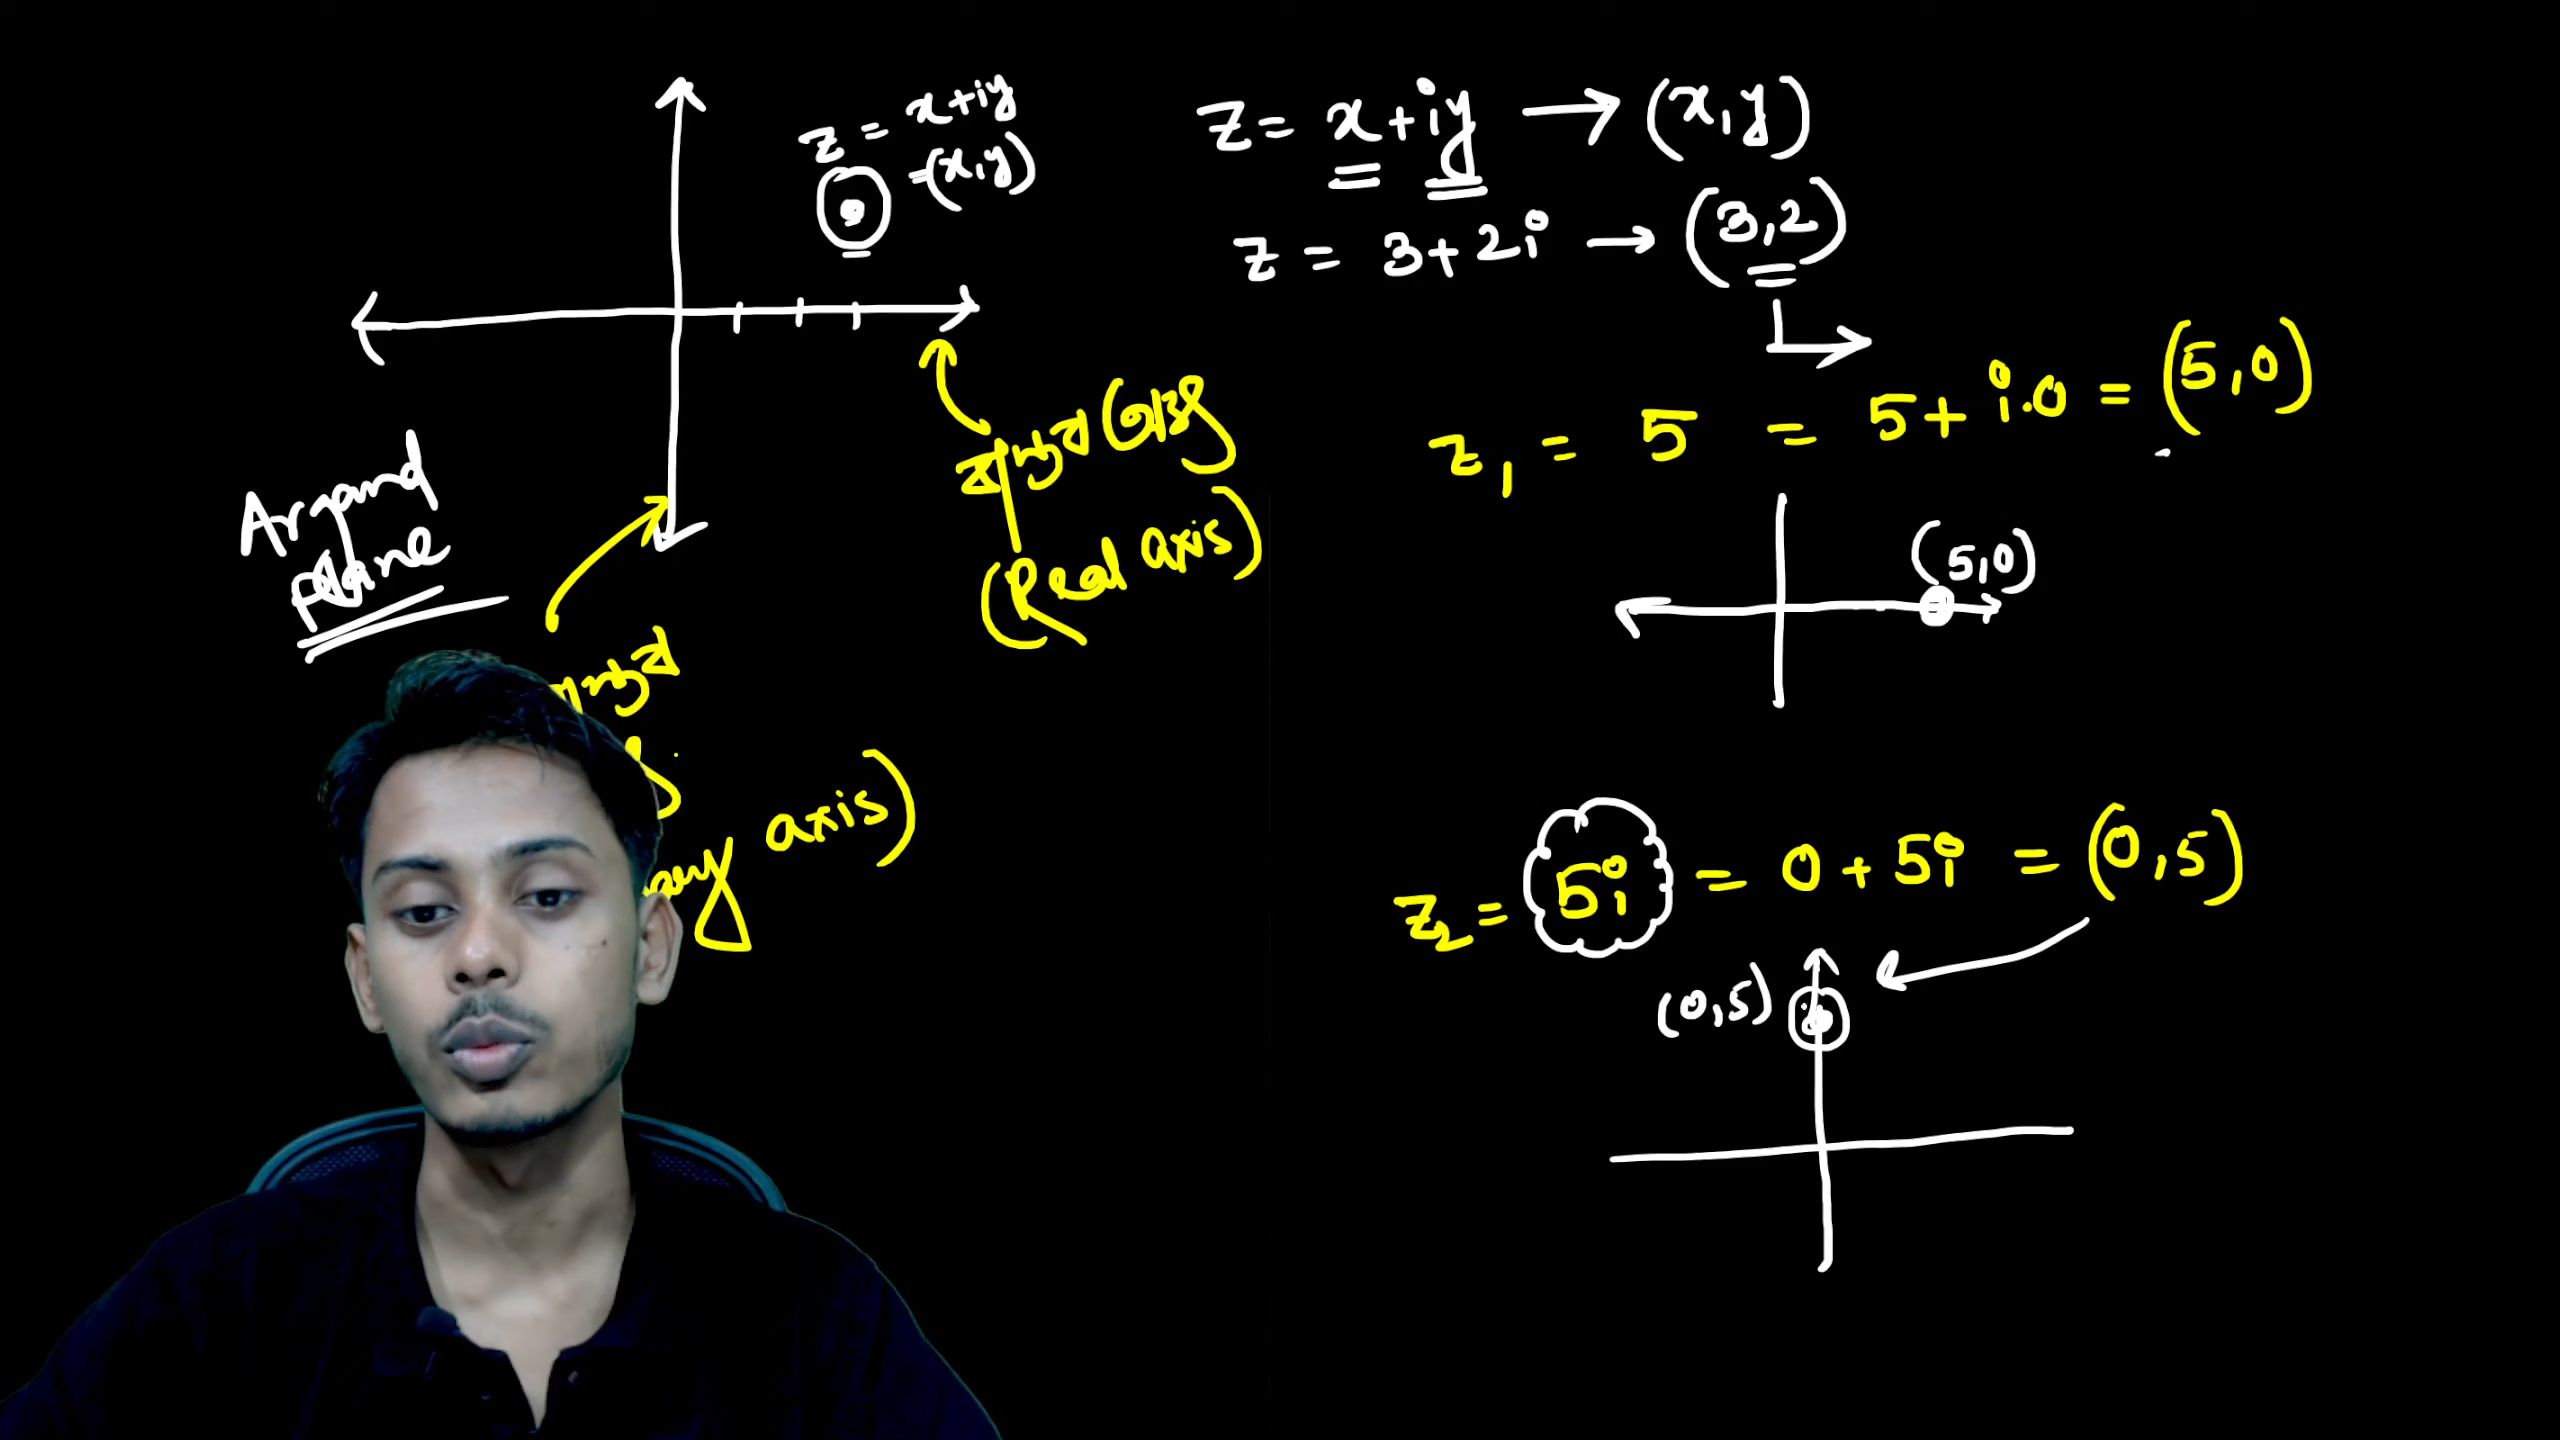 z = x+iy
=(x,y)
Argand
Plane
বাস্তব অক্ষ
(Real axis)
axis)
z = x+iy → (x,y)
z = 3+2i → (3,2)
z₁ = 5 = 5+i.0 = (5,0)
(5,0)
z₂ = 5i = 0+5i = (0,5)
(0,5)